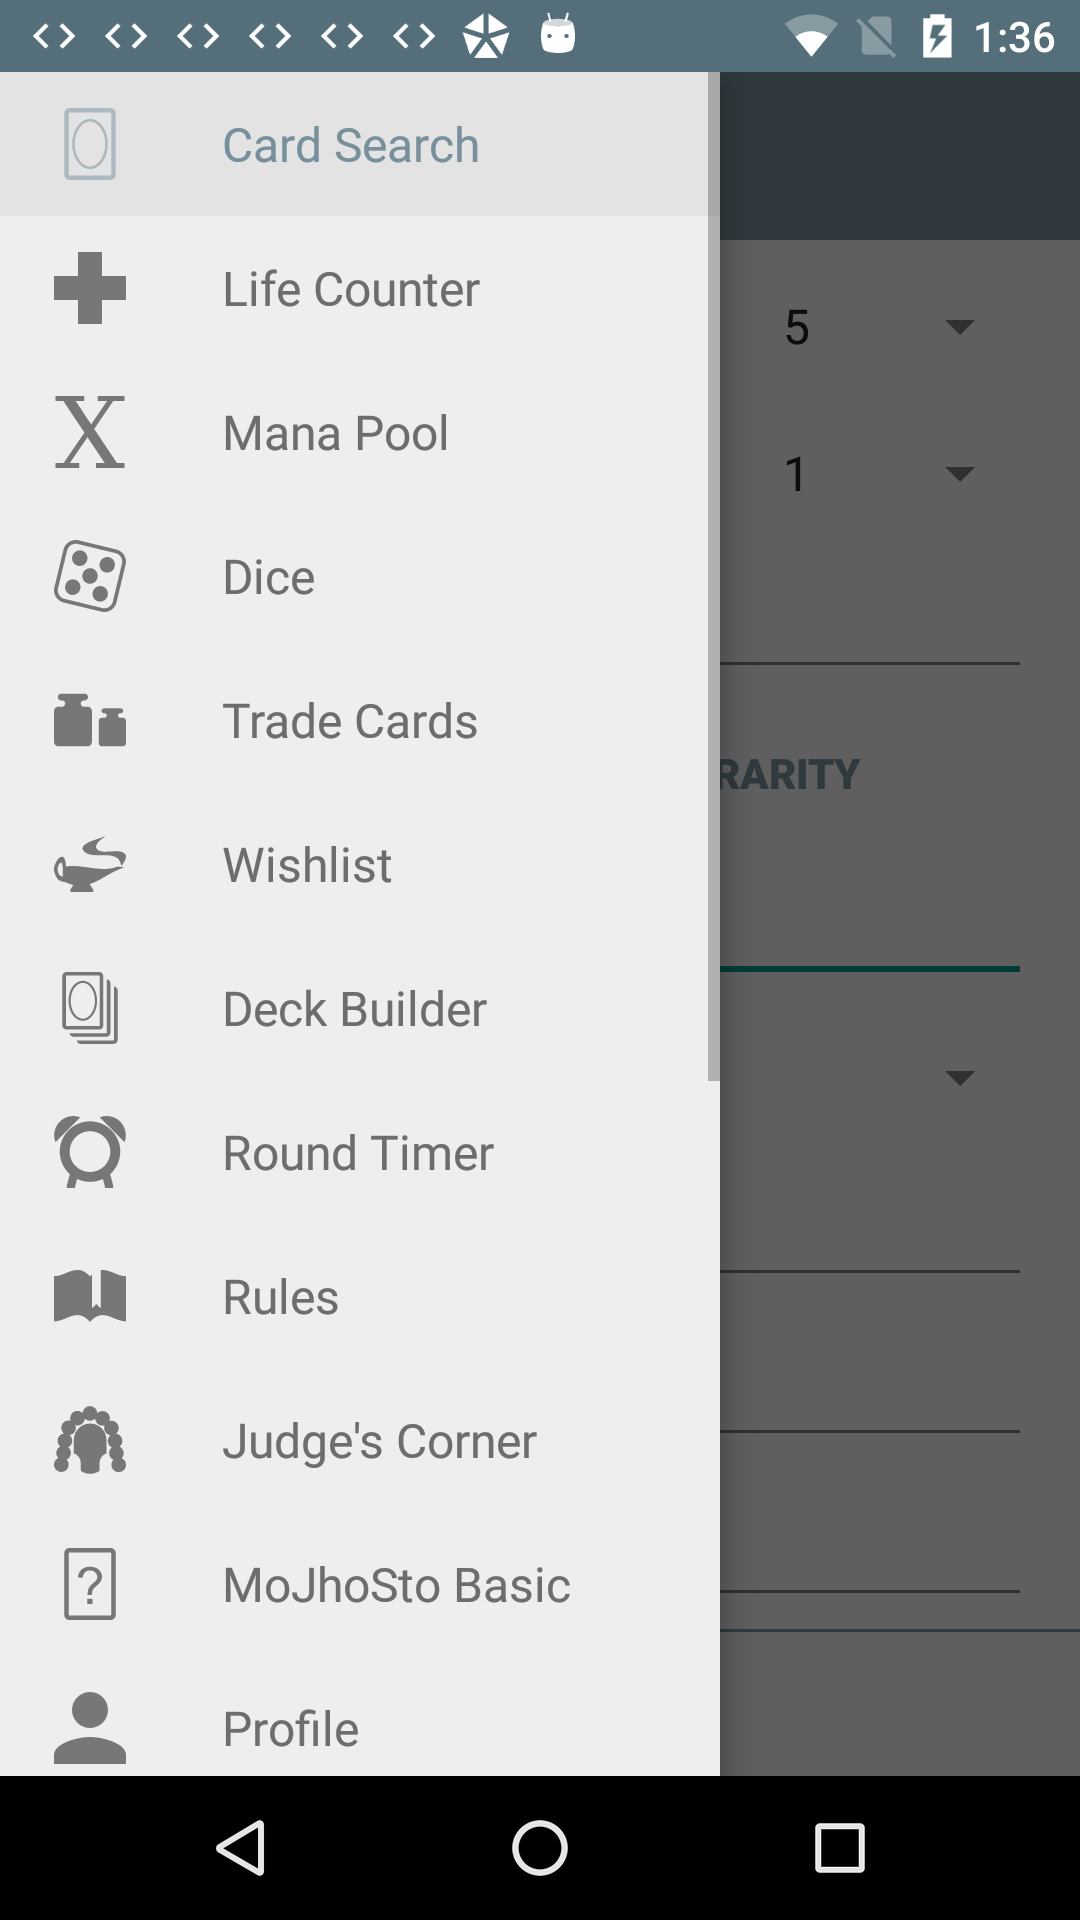 1:36
Card Search
Life Counter
5
Mana Pool
1
Dice
Trade Cards
RARITY
Wishlist
Deck Builder
Round Timer
Rules
Judge's Corner
?
MoJhoSto Basic
Profile